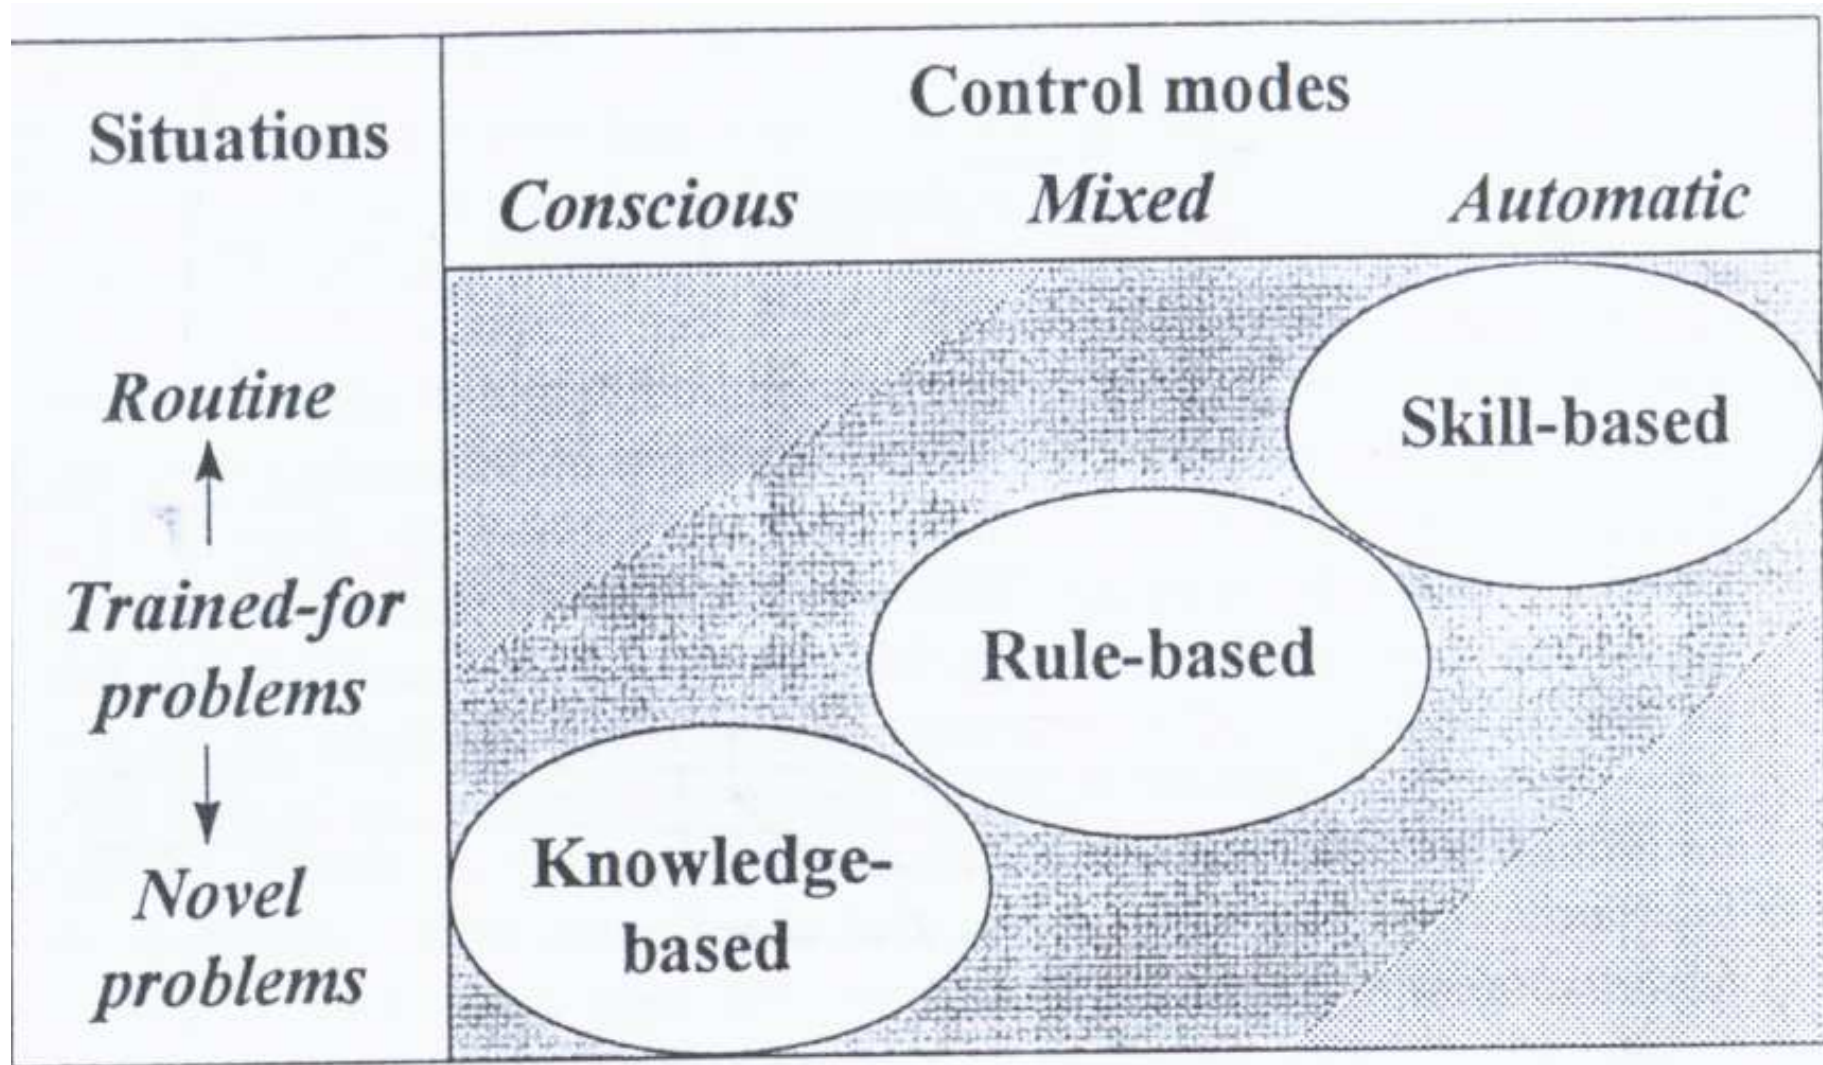 Situations
Control modes
Conscious
Mixed
Automatic
Routine
Trained-for
problems
Novel
problems
Skill-based
Rule-based
Knowledge-
based